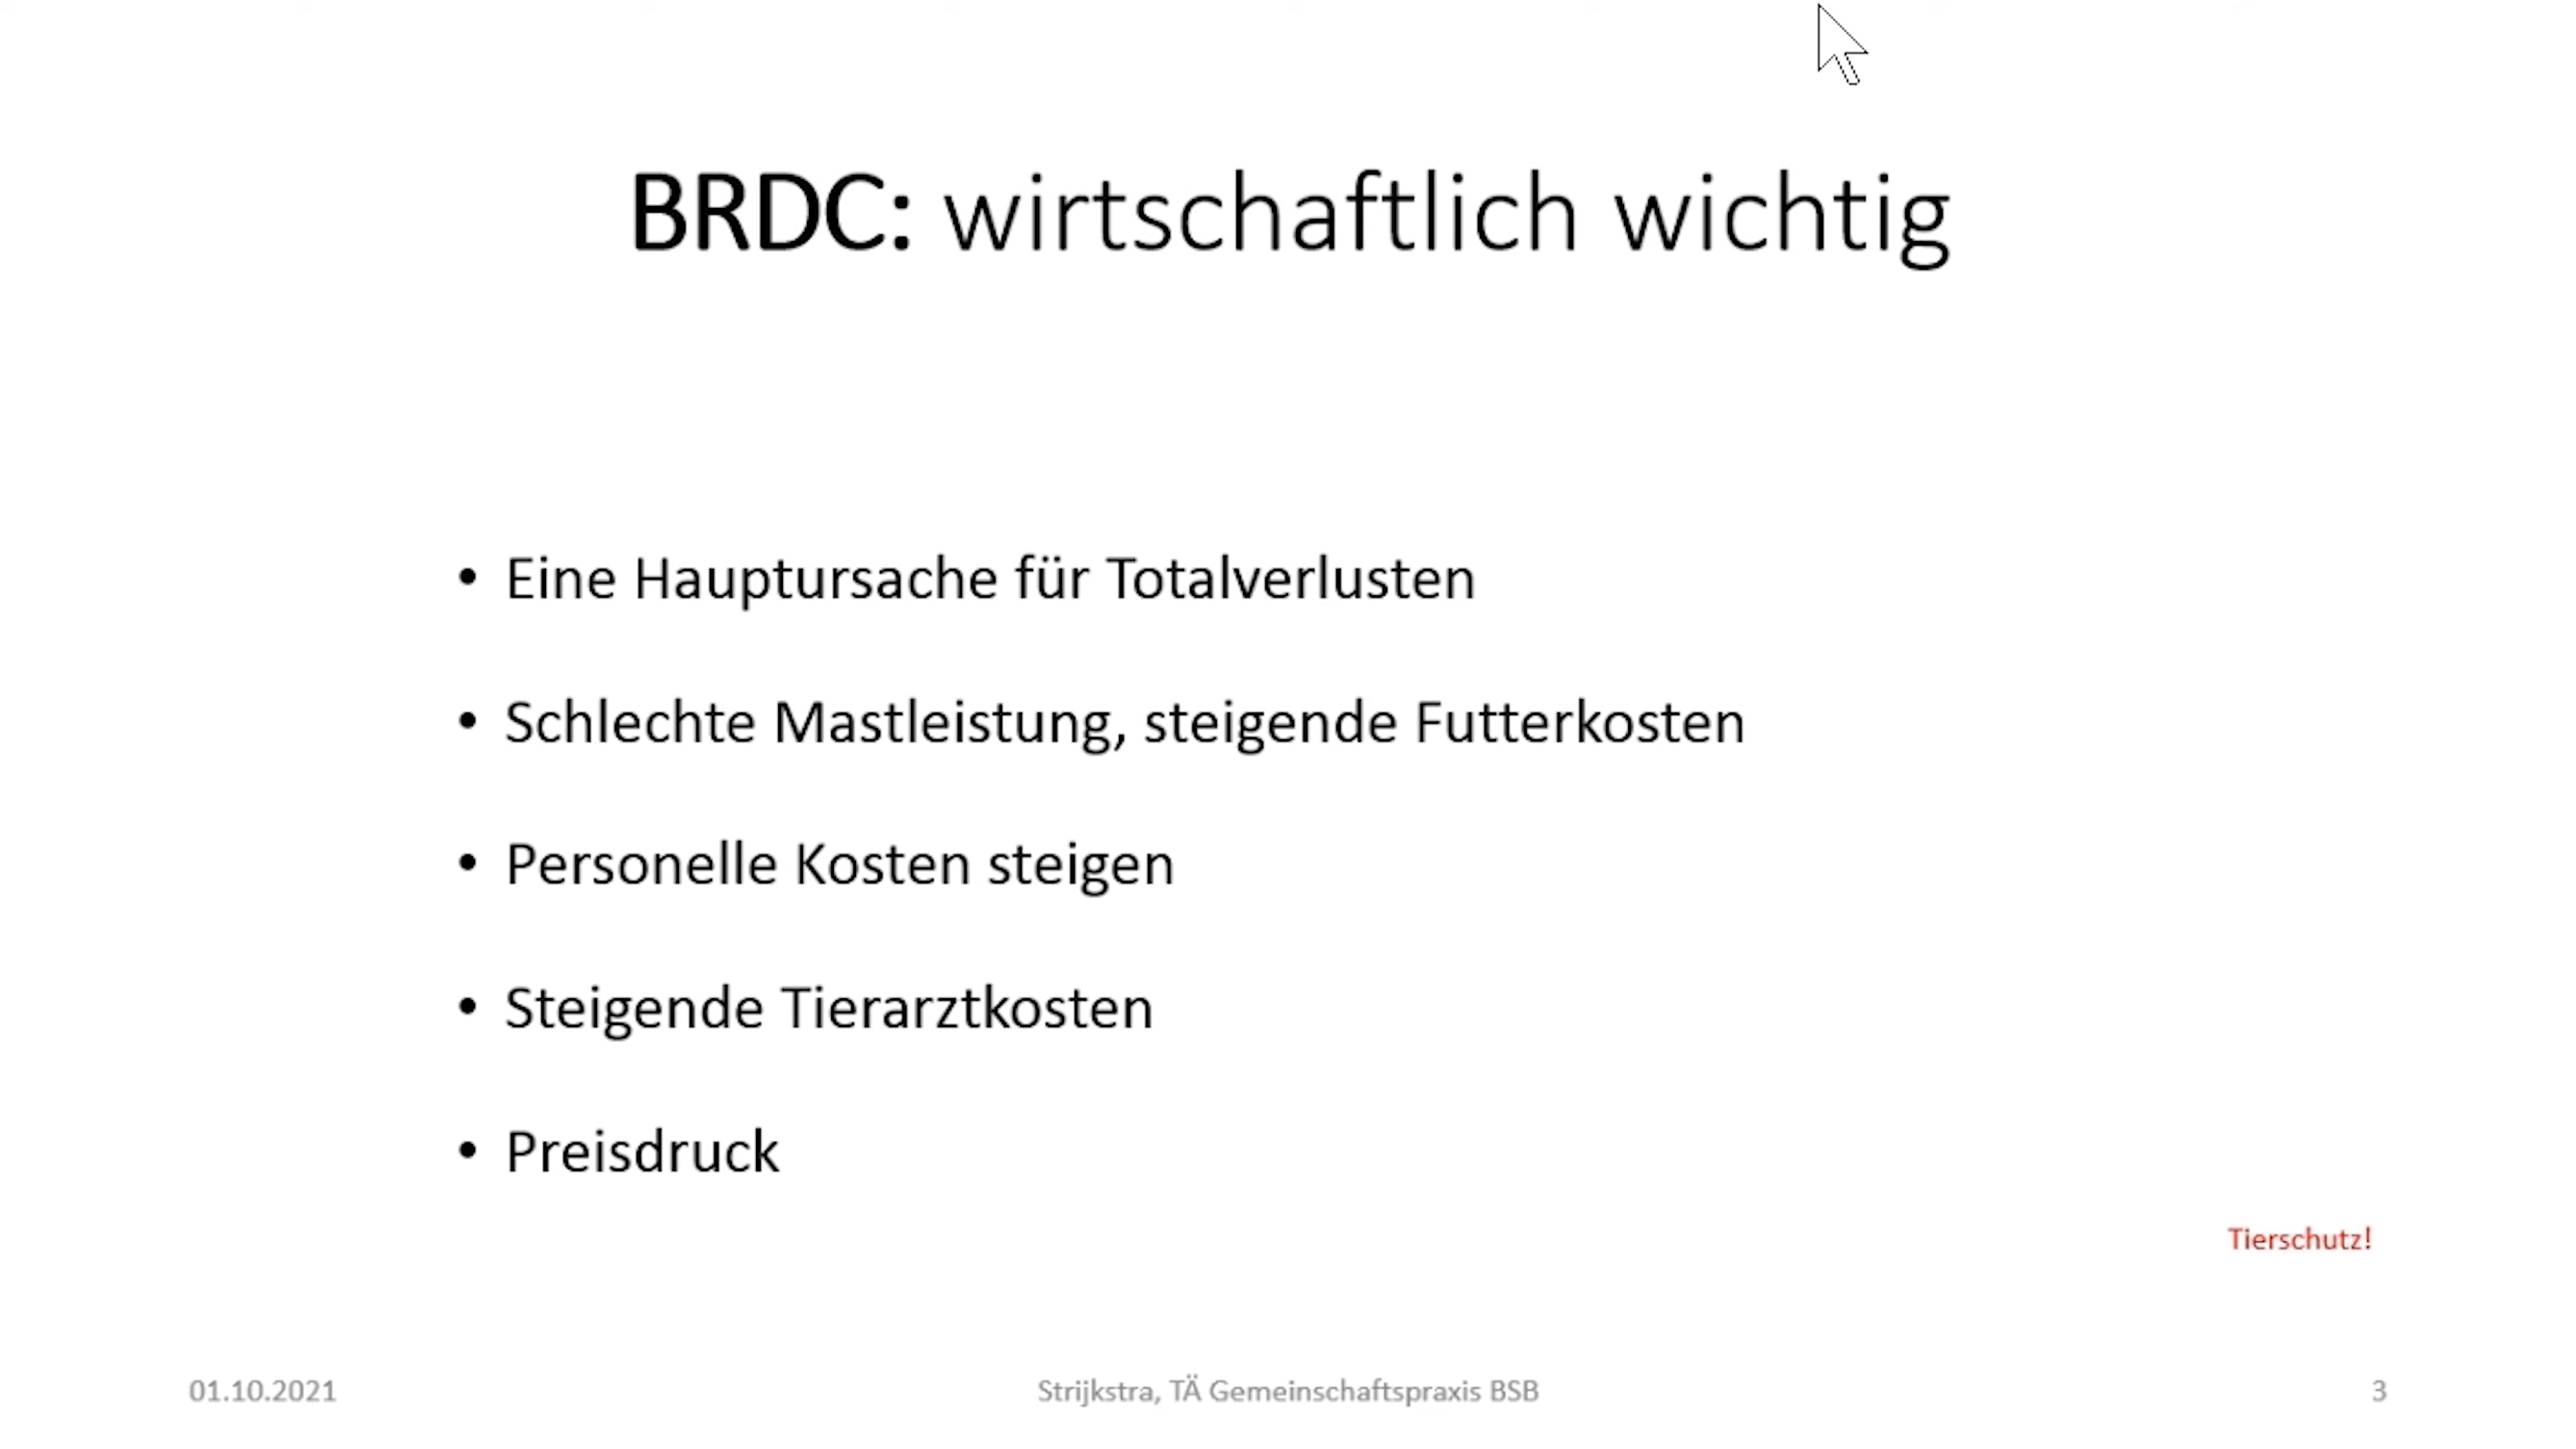 BRDC: wirtschaftlich wichtig
• Eine Hauptursache für Totalverlusten
• Schlechte Mastleistung, steigende Futterkosten
• Personelle Kosten steigen
• Steigende Tierarztkosten
• Preisdruck
Tierschutz!
01.10.2021
Strijkstra, TÄ Gemeinschaftspraxis BSB
3